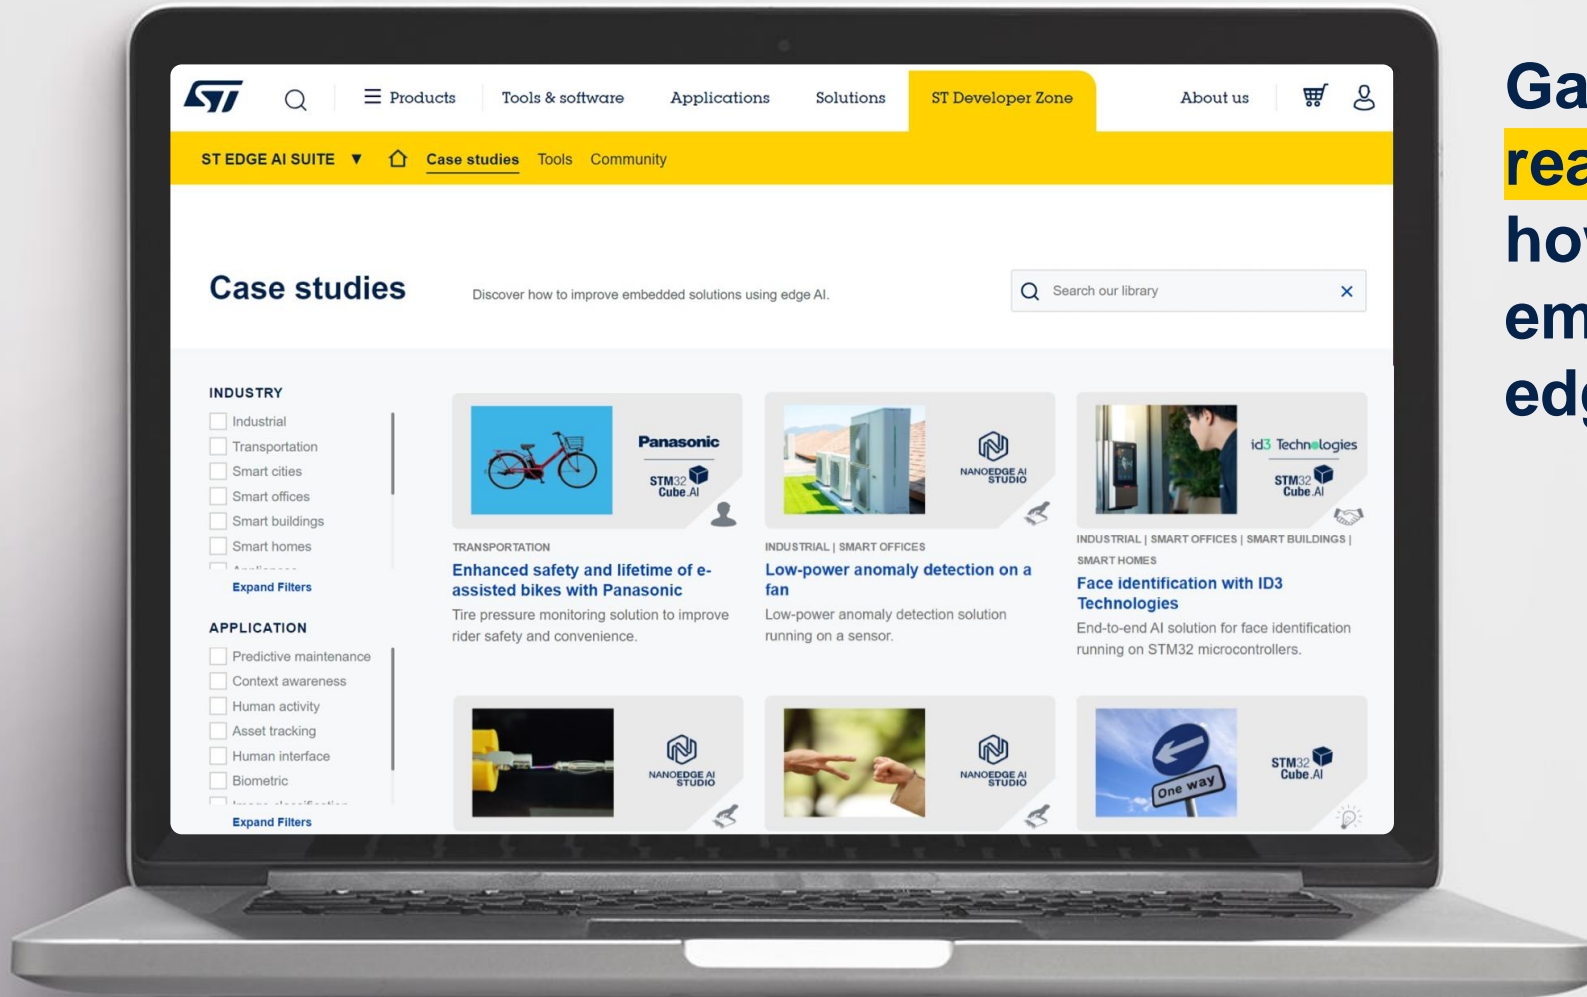 ST
Products
Tools & software
Applications
Solutions
ST Developer Zone
About us
ST EDGE AI SUITE
Case studies
Tools
Community
Case studies
Discover how to improve embedded solutions using edge AI.
Search our library
INDUSTRY
Industrial
Transportation
Smart cities
Smart offices
Smart buildings
Smart homes
Expand Filters
APPLICATION
Predictive maintenance
Context awareness
Human activity
Asset tracking
Human interface
Biometric
Expand Filters
Panasonic
STM32
Cube.AI
TRANSPORTATION
Enhanced safety and lifetime of e-
assisted bikes with Panasonic
Tire pressure monitoring solution to improve
rider safety and convenience.
NANOEDGE AI
STUDIO
INDUSTRIAL | SMART OFFICES
Low-power anomaly detection on a
fan
Low-power anomaly detection solution
running on a sensor.
id3 Technologies
STM32
Cube.AI
INDUSTRIAL | SMART OFFICES | SMART BUILDINGS |
SMART HOMES
Face identification with ID3
Technologies
End-to-end AI solution for face identification
running on STM32 microcontrollers.
NANOEDGE AI
STUDIO
NANOEDGE AI
STUDIO
One way
STM32
Cube.AI
Ga
rea
how
em
edg